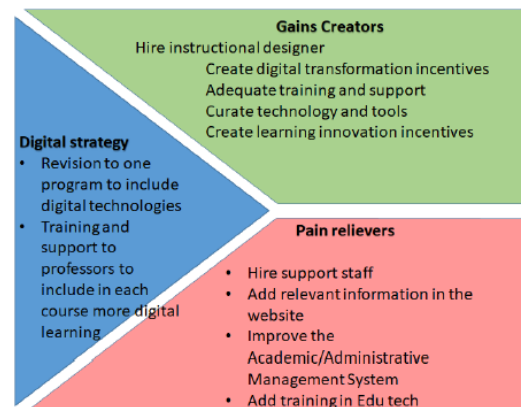 Gains Creators
Hire instructional designer
Create digital transformation incentives
Adequate training and support
Curate technology and tools
Create learning innovation incentives
Digital strategy
• Revision to one
program to include
digital technologies
• Training and
support to
professors to
include in each
course more digital
learning
Pain relievers
• Hire support staff
• Add relevant information in the
website
• Improve the
Academic/Administrative
Management System
• Add training in Edu tech